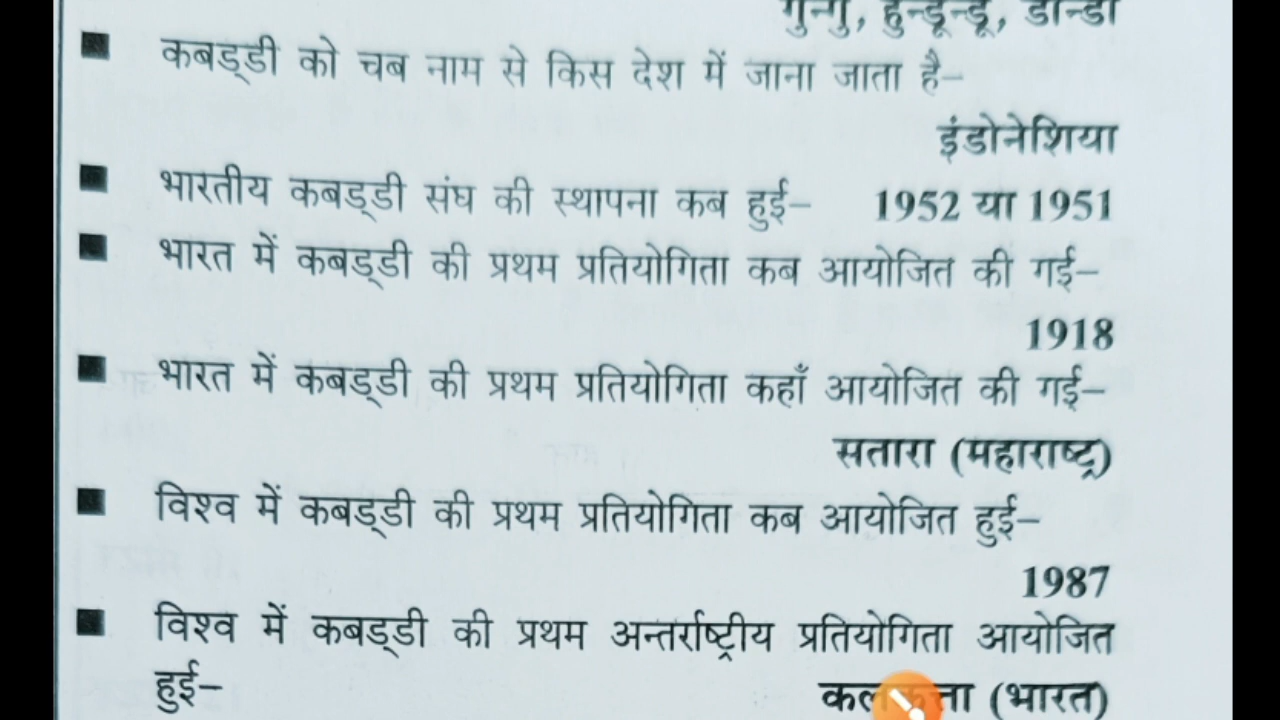 गुन्गु, हुन्डून्डू, डान्डा
■ कबड्डी को चब नाम से किस देश में जाना जाता है–
इंडोनेशिया
■ भारतीय कबड्डी संघ की स्थापना कब हुई– 1952 या 1951
■ भारत में कबड्डी की प्रथम प्रतियोगिता कब आयोजित की गई–
1918
■ भारत में कबड्डी की प्रथम प्रतियोगिता कहाँ आयोजित की गई–
सतारा (महाराष्ट्र)
■ विश्व में कबड्डी की प्रथम प्रतियोगिता कब आयोजित हुई–
1987
■ विश्व में कबड्डी की प्रथम अन्तर्राष्ट्रीय प्रतियोगिता आयोजित
हुई– कलकत्ता (भारत)